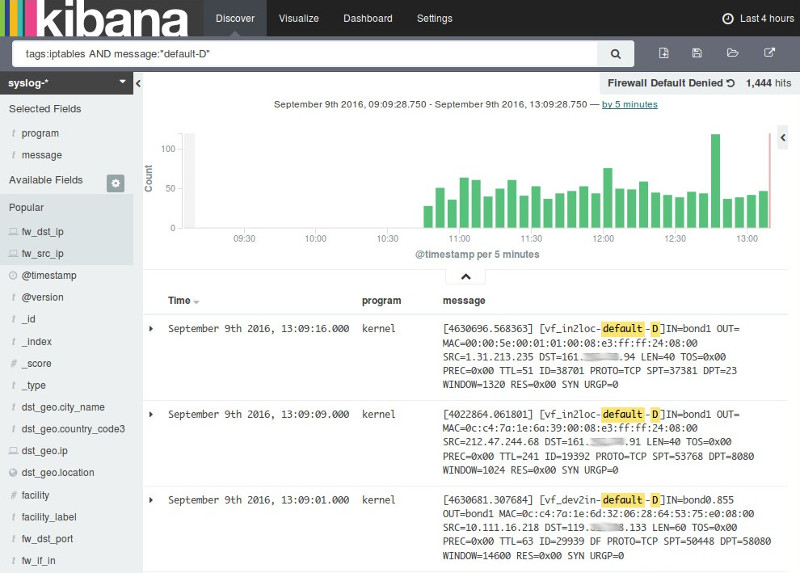 kibana
Discover Visualize Dashboard Settings Last 4 hours
tags:iptables AND message:"default-D"
syslog-*
Firewall Default Denied 1,444 hits
Selected Fields
t program
t message
Available Fields
Popular
fw_dst_ip
fw_src_ip
@timestamp
t @version
t _id
t _index
# _score
t _type
t dst_geo.city_name
t dst_geo.country_code3
dst_geo.ip
dst_geo.location
# facility
t facility_label
t fw_dst_port
t fw_if_in
September 9th 2016, 09:09:28.750 - September 9th 2016, 13:09:28.750 — by 5 minutes
Count
100
50
0
09:30 10:00 10:30 11:00 11:30 12:00 12:30 13:00
@timestamp per 5 minutes
Time program message
September 9th 2016, 13:09:16.000 kernel [4630696.568363] [vf_in2loc-default-D]IN=bond1 OUT=
MAC=00:00:5e:00:01:01:00:08:e3:ff:ff:24:08:00
SRC=1.31.213.235 DST=161. .94 LEN=40 TOS=0x00
PREC=0x00 TTL=51 ID=38701 PROTO=TCP SPT=37381 DPT=23
WINDOW=1320 RES=0x00 SYN URGP=0
September 9th 2016, 13:09:09.000 kernel [4022864.061801] [vf_in2loc-default-D]IN=bond1 OUT=
MAC=0c:c4:7a:1e:6a:39:00:08:e3:ff:ff:24:08:00
SRC=212.47.244.68 DST=161. .91 LEN=40 TOS=0x00
PREC=0x00 TTL=241 ID=19392 PROTO=TCP SPT=53768 DPT=8080
WINDOW=1024 RES=0x00 SYN URGP=0
September 9th 2016, 13:09:01.000 kernel [4630681.307684] [vf_dev2in-default-D]IN=bond0.855
OUT=bond1 MAC=0c:c4:7a:1e:6d:32:06:28:64:53:75:e0:08:00
SRC=10.111.16.218 DST=119. .133 LEN=60 TOS=0x00
PREC=0x00 TTL=63 ID=29939 DF PROTO=TCP SPT=50448 DPT=58080
WINDOW=14600 RES=0x00 SYN URGP=0